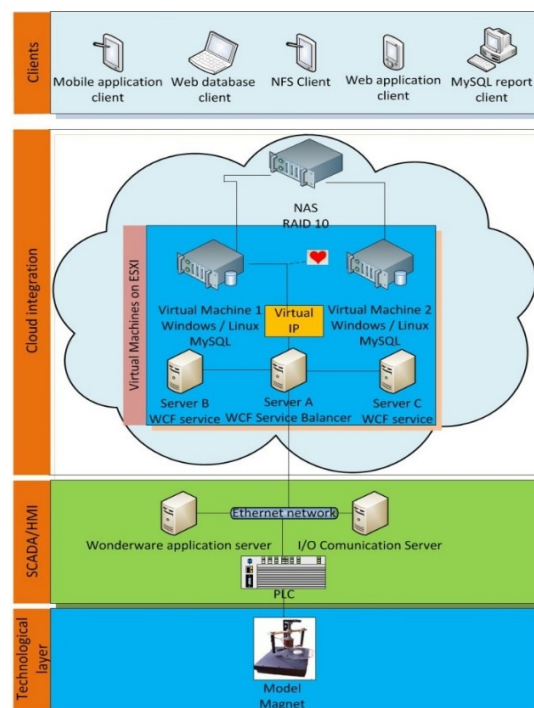 Clients
Mobile application
client
Web database
client
NFS Client
Web application
client
MySQL report
client
Cloud integration
NAS
RAID 10
Virtual Machines on ESXI
Virtual Machine 1
Windows / Linux
MySQL
Virtual
IP
Virtual Machine 2
Windows / Linux
MySQL
Server B
WCF service
Server A
WCF Service Balancer
Server C
WCF service
SCADA/HMI
Ethernet network
Wonderware application server
I/O Comunication Server
PLC
Technological
layer
Model
Magnet